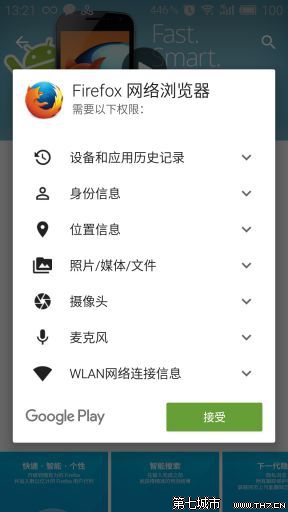 13:21
446%
100
Fast.
Smart.
Firefox 网络浏览器
需要以下权限：
设备和应用历史记录
身份信息
位置信息
照片/媒体/文件
摄像头
麦克风
WLAN网络连接信息
Google Play
接受
快速·智能·个性
智能搜索
下一代隐
第七城市 www.TH7.CN